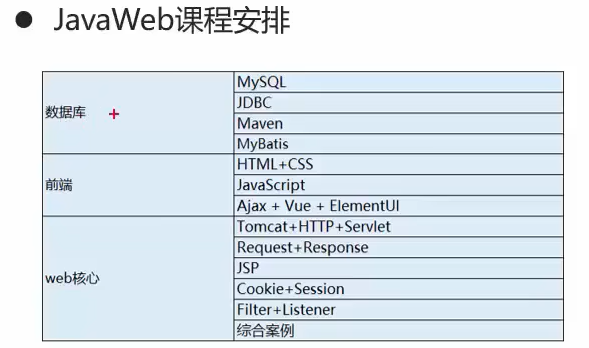 ● JavaWeb课程安排
数据库
MySQL
JDBC
Maven
MyBatis
前端
HTML+CSS
JavaScript
Ajax + Vue + ElementUI
web核心
Tomcat+HTTP+Servlet
Request+Response
JSP
Cookie+Session
Filter+Listener
综合案例